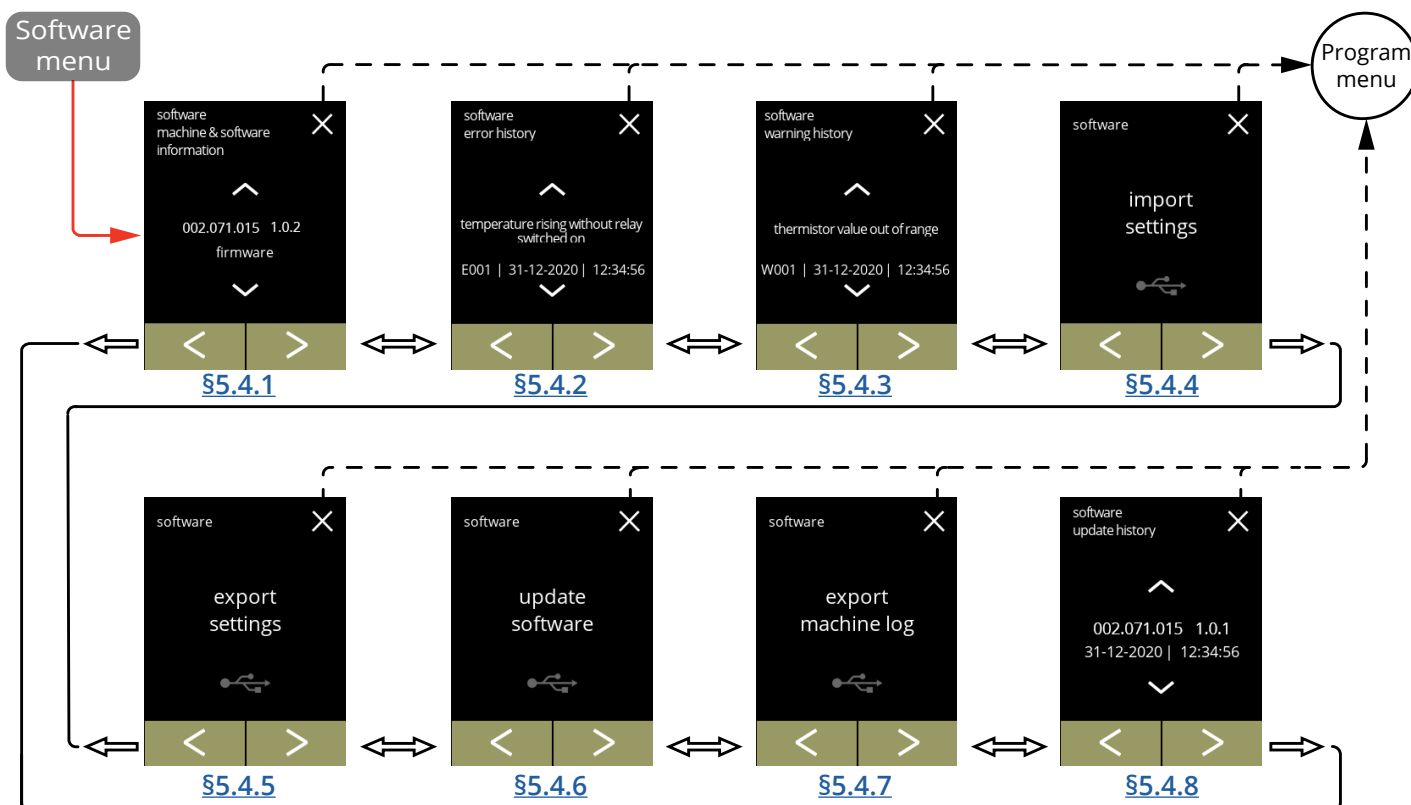 Software
menu
Program
menu
software
machine & software
information
002.071.015 1.0.2
firmware
§5.4.1
software
error history
temperature rising without relay
switched on
E001 | 31-12-2020 | 12:34:56
§5.4.2
software
warning history
thermistor value out of range
W001 | 31-12-2020 | 12:34:56
§5.4.3
software
import
settings
§5.4.4
software
export
settings
§5.4.5
software
update
software
§5.4.6
software
export
machine log
§5.4.7
software
update history
002.071.015 1.0.1
31-12-2020 | 12:34:56
§5.4.8